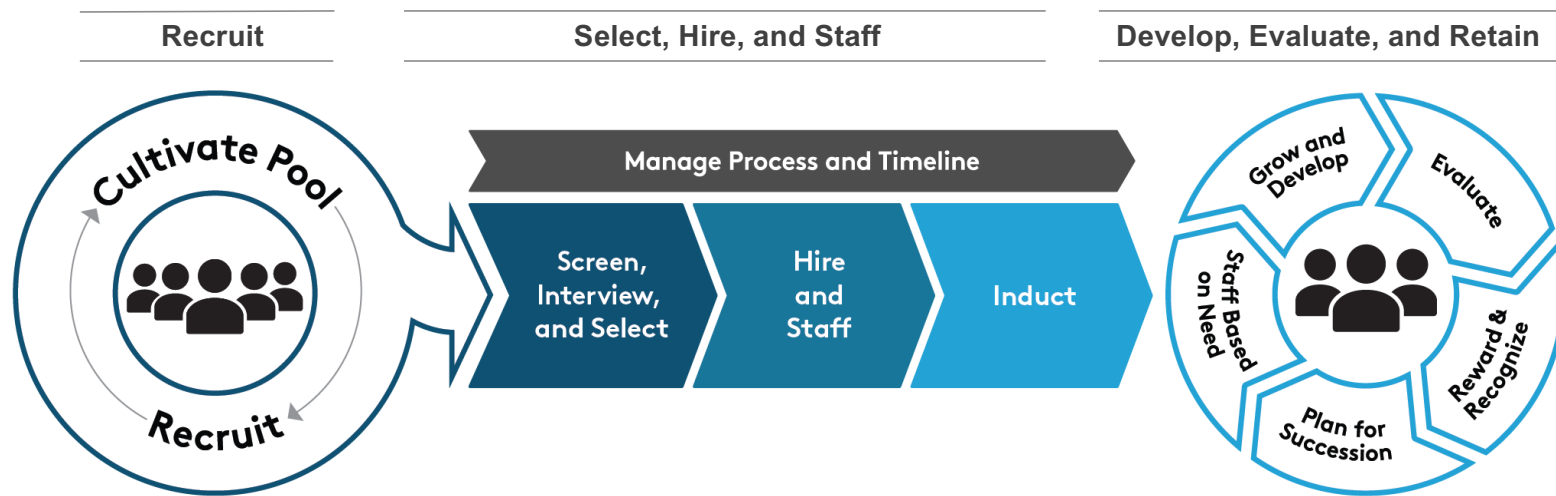 Recruit
Select, Hire, and Staff
Develop, Evaluate, and Retain
Cultivate Pool
Recruit
Manage Process and Timeline
Screen,
Interview,
and Select
Hire
and
Staff
Induct
Grow and
Develop
Evaluate
Reward &
Recognize
Plan for
Succession
Staff Based
on Need